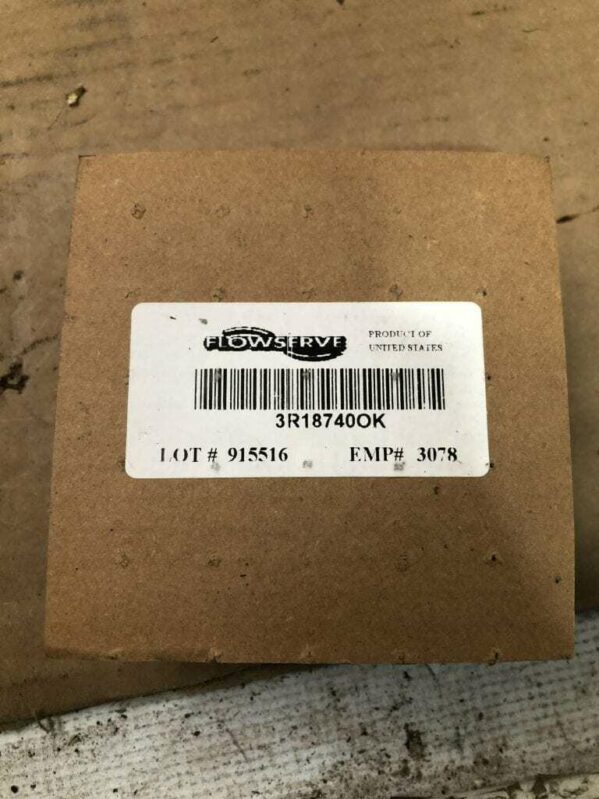 FLOWSERVE
PRODUCT OF
UNITED STATES
3R18740OK
LOT # 915516
EMP# 3078